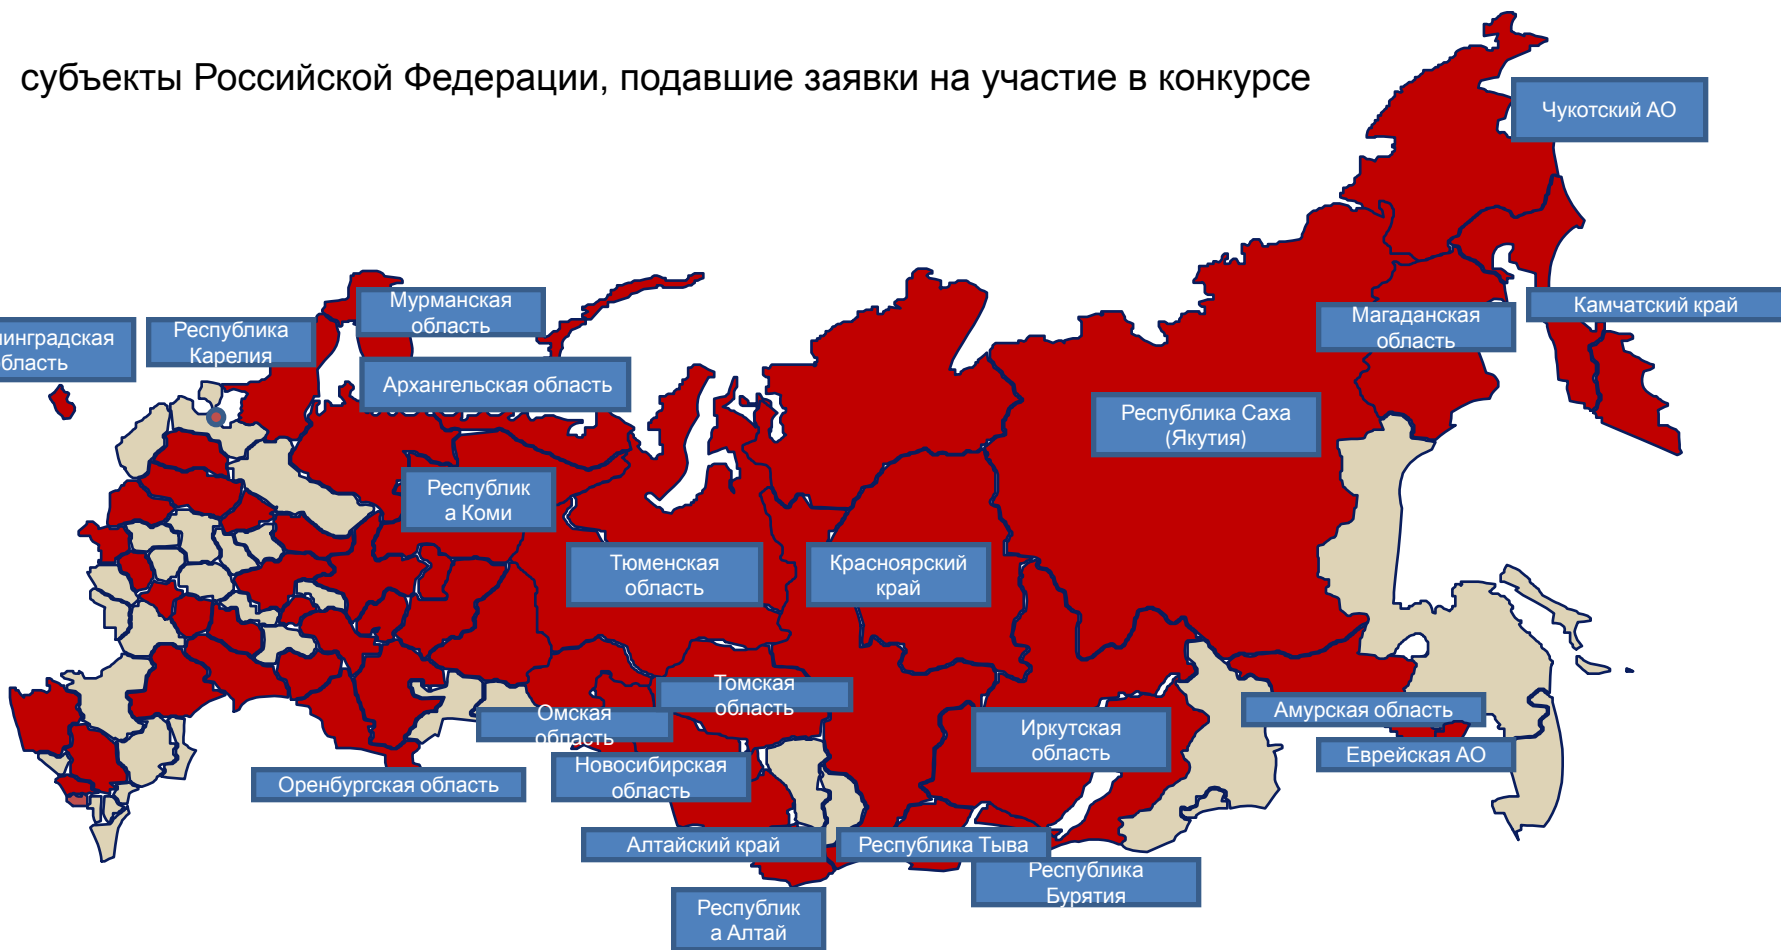 субъекты Российской Федерации, подавшие заявки на участие в конкурсе
Чукотский АО
Мурманская
область
Камчатский край
Магаданская
область
инградская
бласть
Республика
Карелия
Архангельская область
Республика Саха
(Якутия)
Республик
а Коми
Тюменская
область
Красноярский
край
Томская
область
Омская
область
Иркутская
область
Амурская область
Еврейская АО
Новосибирская
область
Оренбургская область
Алтайский край
Республика Тыва
Республика
Бурятия
Республик
а Алтай